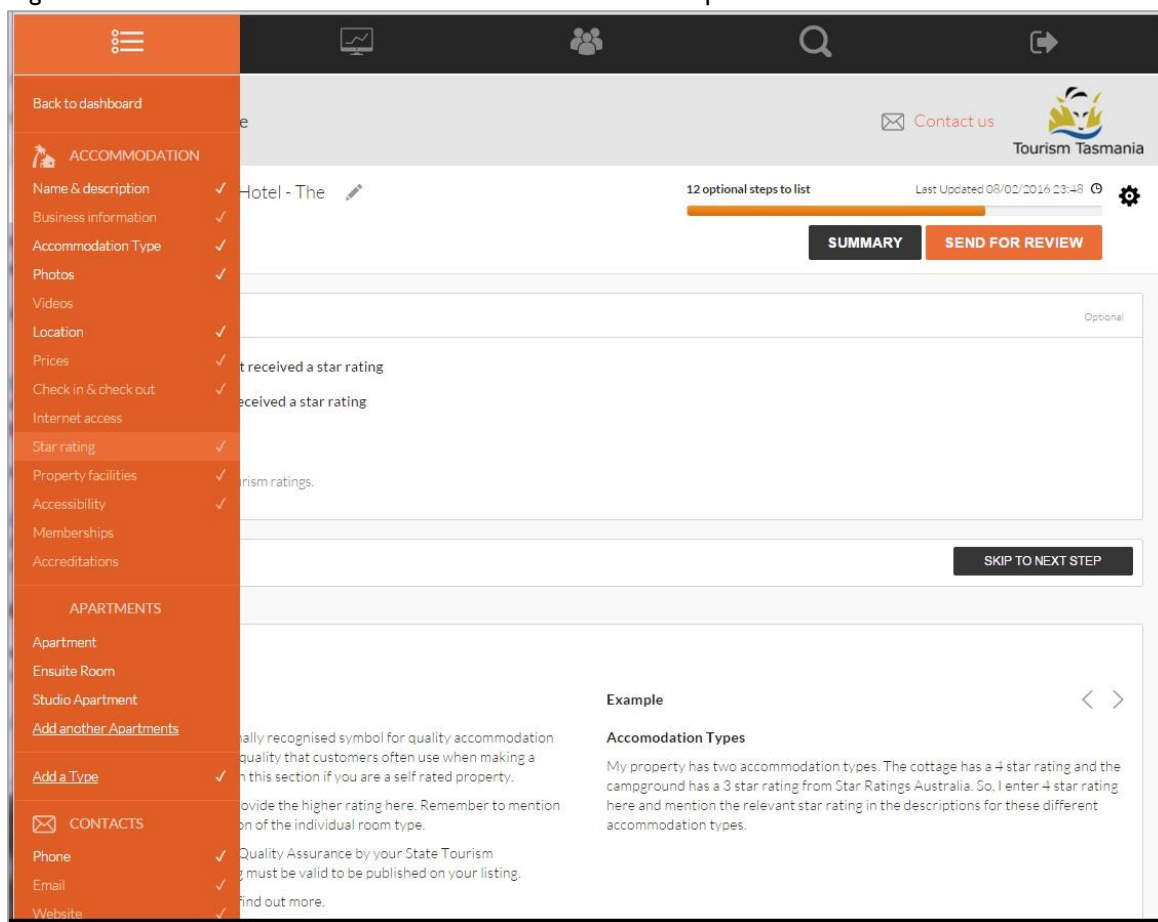 Back to dashboard
e
Contact us
Tourism Tasmania
ACCOMMODATION
Name & description
Hotel - The
12 optional steps to list
Last Updated 08/02/2016 23:48
Business information
Accommodation Type
SUMMARY
SEND FOR REVIEW
Photos
Videos
Optional
Location
Prices
t received a star rating
Check in & check out
eceived a star rating
Internet access
Star rating
Property facilities
rism ratings.
Accessibility
Memberships
Accreditations
SKIP TO NEXT STEP
APARTMENTS
Apartment
Ensuite Room
Studio Apartment
Add another Apartments
Add a Type
CONTACTS
Phone
Email
Website
nally recognised symbol for quality accommodation
quality that customers often use when making a
n this section if you are a self rated property.
ovide the higher rating here. Remember to mention
on of the individual room type.
Quality Assurance by your State Tourism
g must be valid to be published on your listing.
find out more.
Example
Accomodation Types
My property has two accommodation types. The cottage has a 4 star rating and the
campground has a 3 star rating from Star Ratings Australia. So, I enter 4 star rating
here and mention the relevant star rating in the descriptions for these different
accommodation types.